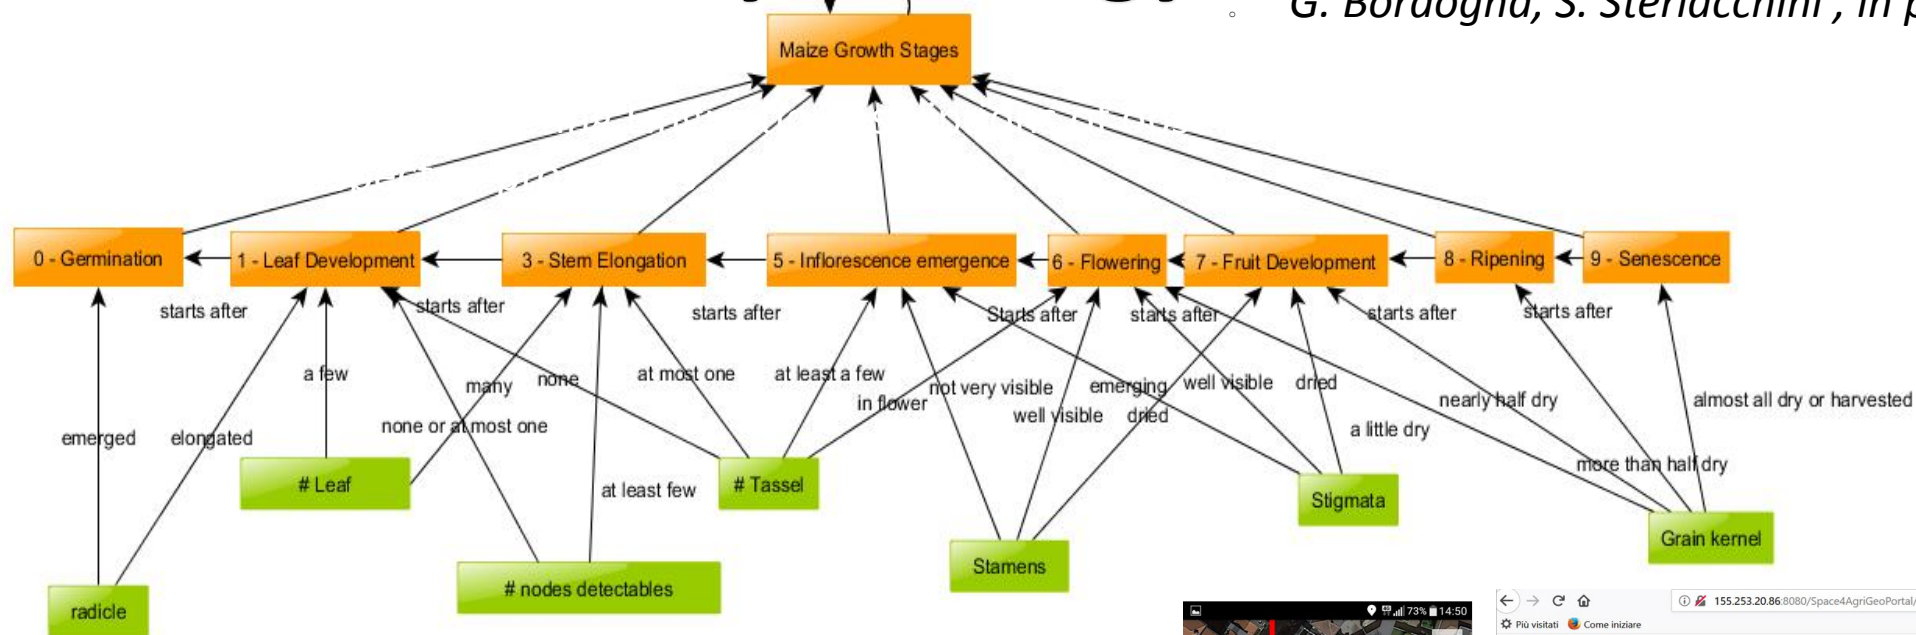 G. Bordogna, S. Sterlacchini , in p
Maize Growth Stages
0 - Germination
1 - Leaf Development
3 - Stem Elongation
5 - Inflorescence emergence
6 - Flowering
7 - Fruit Development
8 - Ripening
9 - Senescence
starts after
starts after
starts after
Starts after
starts after
starts after
starts after
a few
many
none
at most one
at least a few
in flower
not very visible
emerging
well visible
dried
well visible
dried
nearly half dry
almost all dry or harvested
emerged
elongated
none or at most one
a little dry
more than half dry
# Leaf
at least few
# Tassel
Stigmata
Grain kernel
Stamens
# nodes detectables
radicle
73% 14:50
155.253.20.86:8080/Space4AgriGeoPortal/
Più visitati Come iniziare